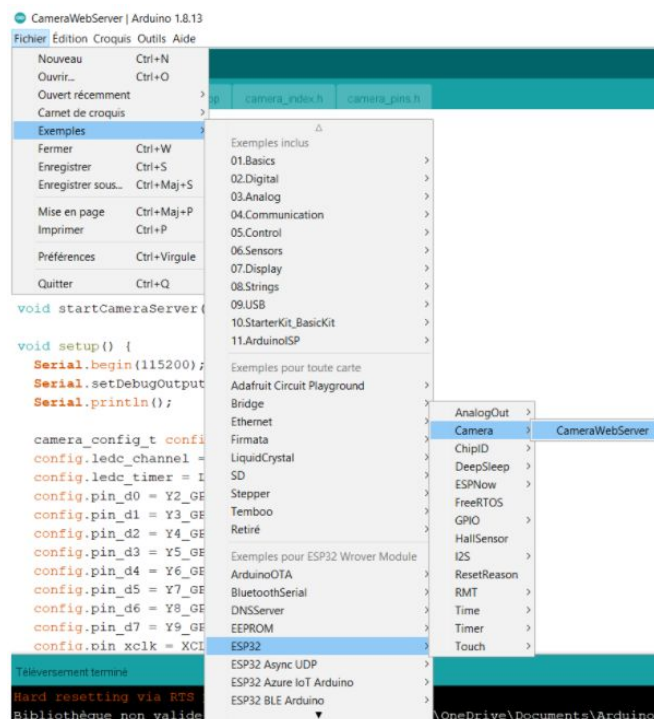 CameraWebServer | Arduino 1.8.13
Fichier Édition Croquis Outils Aide
Nouveau Ctrl+N
Ouvrir... Ctrl+O
Ouvert récemment
Carnet de croquis
Exemples
Fermer Ctrl+W
Enregistrer Ctrl+S
Enregistrer sous... Ctrl+Maj+S
Mise en page Ctrl+Maj+P
Imprimer Ctrl+P
Préférences Ctrl+Virgule
Quitter Ctrl+Q
camera_index.h camera_pins.h
Exemples inclus
01.Basics
02.Digital
03.Analog
04.Communication
05.Control
06.Sensors
07.Display
08.Strings
09.USB
10.StarterKit_BasicKit
11.ArduinoISP
Exemples pour toute carte
Adafruit Circuit Playground
Bridge
Ethernet
Firmata
LiquidCrystal
SD
Stepper
Temboo
Retiré
Exemples pour ESP32 Wrover Module
ArduinoOTA
BluetoothSerial
DNSServer
EEPROM
ESP32
ESP32 Async UDP
ESP32 Azure IoT Arduino
ESP32 BLE Arduino
AnalogOut
Camera
ChipID
DeepSleep
ESPNow
FreeRTOS
GPIO
HallSensor
I2S
ResetReason
RMT
Time
Timer
Touch
CameraWebServer
void startCameraServer(
void setup() {
Serial.begin(115200);
Serial.setDebugOutput
Serial.println();
camera_config_t confi
config.ledc_channel =
config.ledc_timer = L
config.pin_d0 = Y2_GP
config.pin_d1 = Y3_GP
config.pin_d2 = Y4_GP
config.pin_d3 = Y5_GP
config.pin_d4 = Y6_GP
config.pin_d5 = Y7_GP
config.pin_d6 = Y8_GP
config.pin_d7 = Y9_GP
config.pin_xclk = XCL
Téléversement terminé
Hard resetting via RTS
Bibliothèque non valide \OneDrive\Documents\Arduino